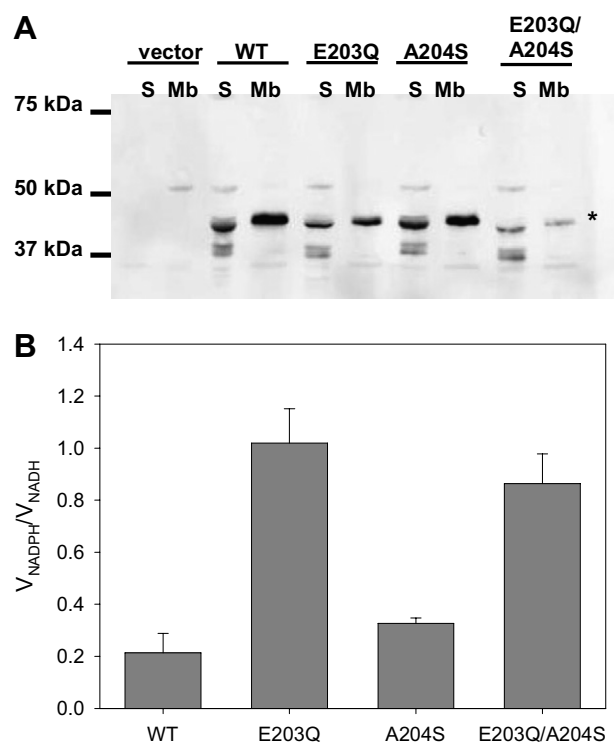 A
vector WT E203Q A204S E203Q/
A204S
S Mb S Mb S Mb S Mb S Mb
75 kDa
50 kDa
*
37 kDa
B
1.4
1.2
1.0
0.8
0.6
0.4
0.2
0.0
VNADPH/VNADH
WT E203Q A204S E203Q/A204S